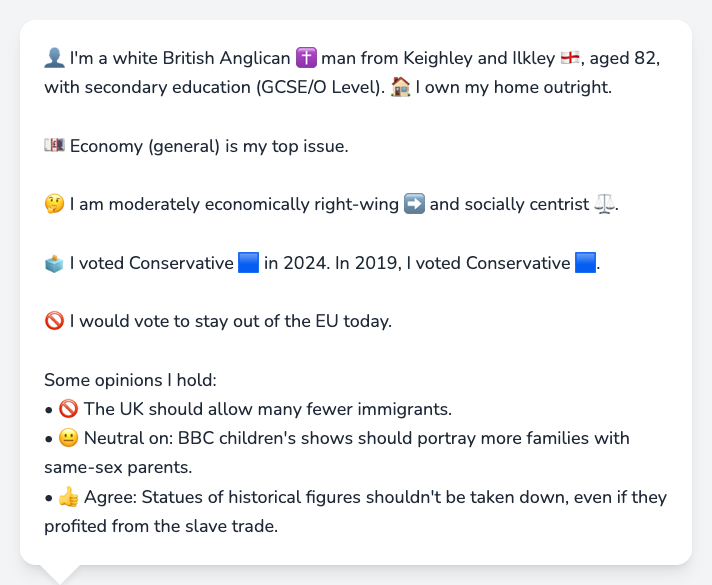 👤 I'm a white British Anglican ✝️ man from Keighley and Ilkley 🏴󠁧󠁢󠁥󠁮󠁧󠁿, aged 82,
with secondary education (GCSE/O Level). 🏠 I own my home outright.
💷 Economy (general) is my top issue.
🤔 I am moderately economically right-wing ➡️ and socially centrist ⚖️.
🗳️ I voted Conservative 🟦 in 2024. In 2019, I voted Conservative 🟦.
🚫 I would vote to stay out of the EU today.
Some opinions I hold:
• 🚫 The UK should allow many fewer immigrants.
• 😐 Neutral on: BBC children's shows should portray more families with
same-sex parents.
• 👍 Agree: Statues of historical figures shouldn't be taken down, even if they
profited from the slave trade.